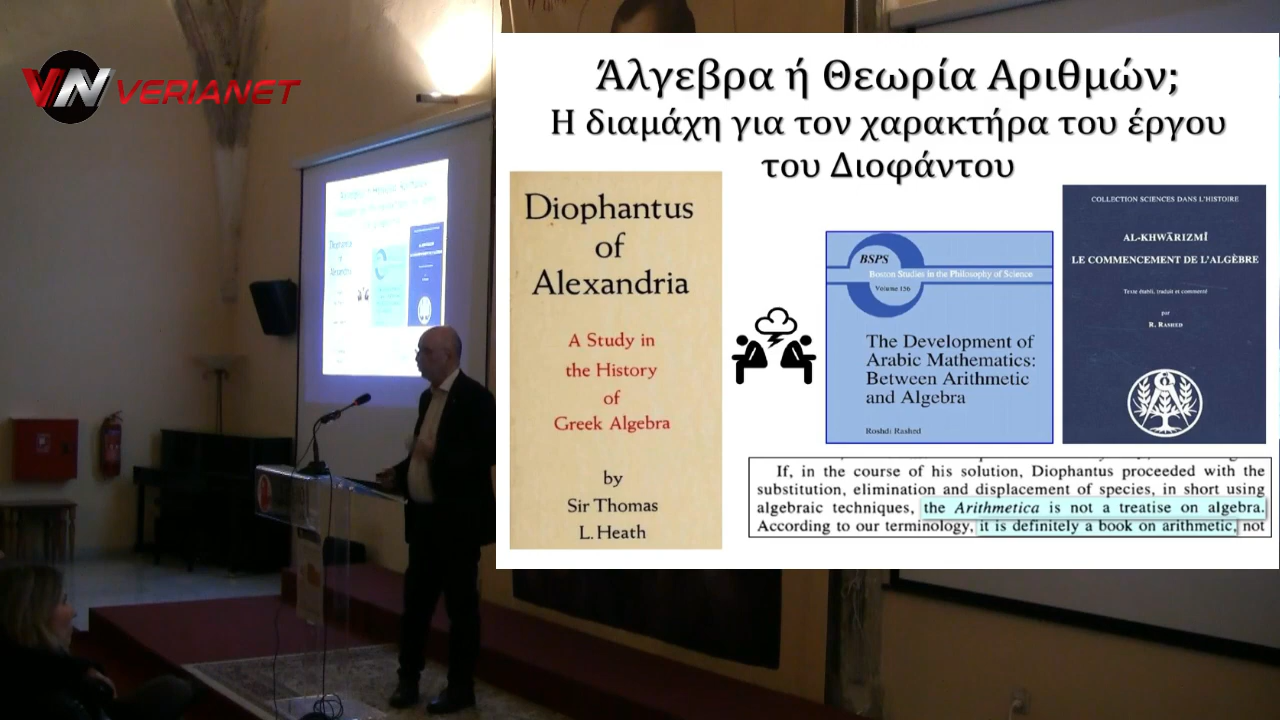 VN VERIANET
Άλγεβρα ή Θεωρία Αριθμών;
Η διαμάχη για τον χαρακτήρα του έργου
του Διοφάντου
Diophantus
of
Alexandria
A Study in
the History
of
Greek Algebra
by
Sir Thomas
L. Heath
BSPS
Boston Studies in the Philosophy of Science
Volume 156
The Development of
Arabic Mathematics:
Between Arithmetic
and Algebra
Roshdi Rashed
COLLECTION SCIENCES DANS L'HISTOIRE
AL-KHWĀRIZMĪ
LE COMMENCEMENT DE L'ALGÈBRE
Texte établi, traduit et commenté
par
R. RASHED
If, in the course of his solution, Diophantus proceeded with the
substitution, elimination and displacement of species, in short using
algebraic techniques, the Arithmetica is not a treatise on algebra.
According to our terminology, it is definitely a book on arithmetic, not